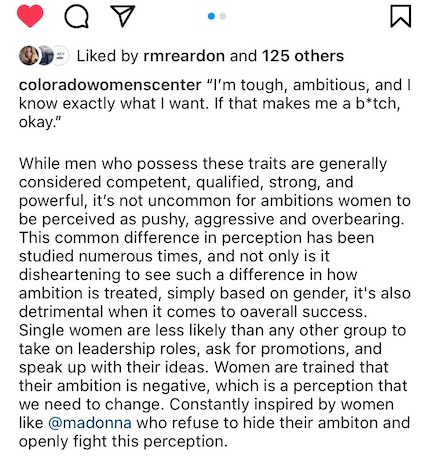 Liked by rmreardon and 125 others
coloradowomenscenter “I'm tough, ambitious, and I
know exactly what I want. If that makes me a b*tch,
okay.”
While men who possess these traits are generally
considered competent, qualified, strong, and
powerful, it's not uncommon for ambitions women to
be perceived as pushy, aggressive and overbearing.
This common difference in perception has been
studied numerous times, and not only is it
disheartening to see such a difference in how
ambition is treated, simply based on gender, it's also
detrimental when it comes to oaverall success.
Single women are less likely than any other group to
take on leadership roles, ask for promotions, and
speak up with their ideas. Women are trained that
their ambition is negative, which is a perception that
we need to change. Constantly inspired by women
like @madonna who refuse to hide their ambiton and
openly fight this perception.